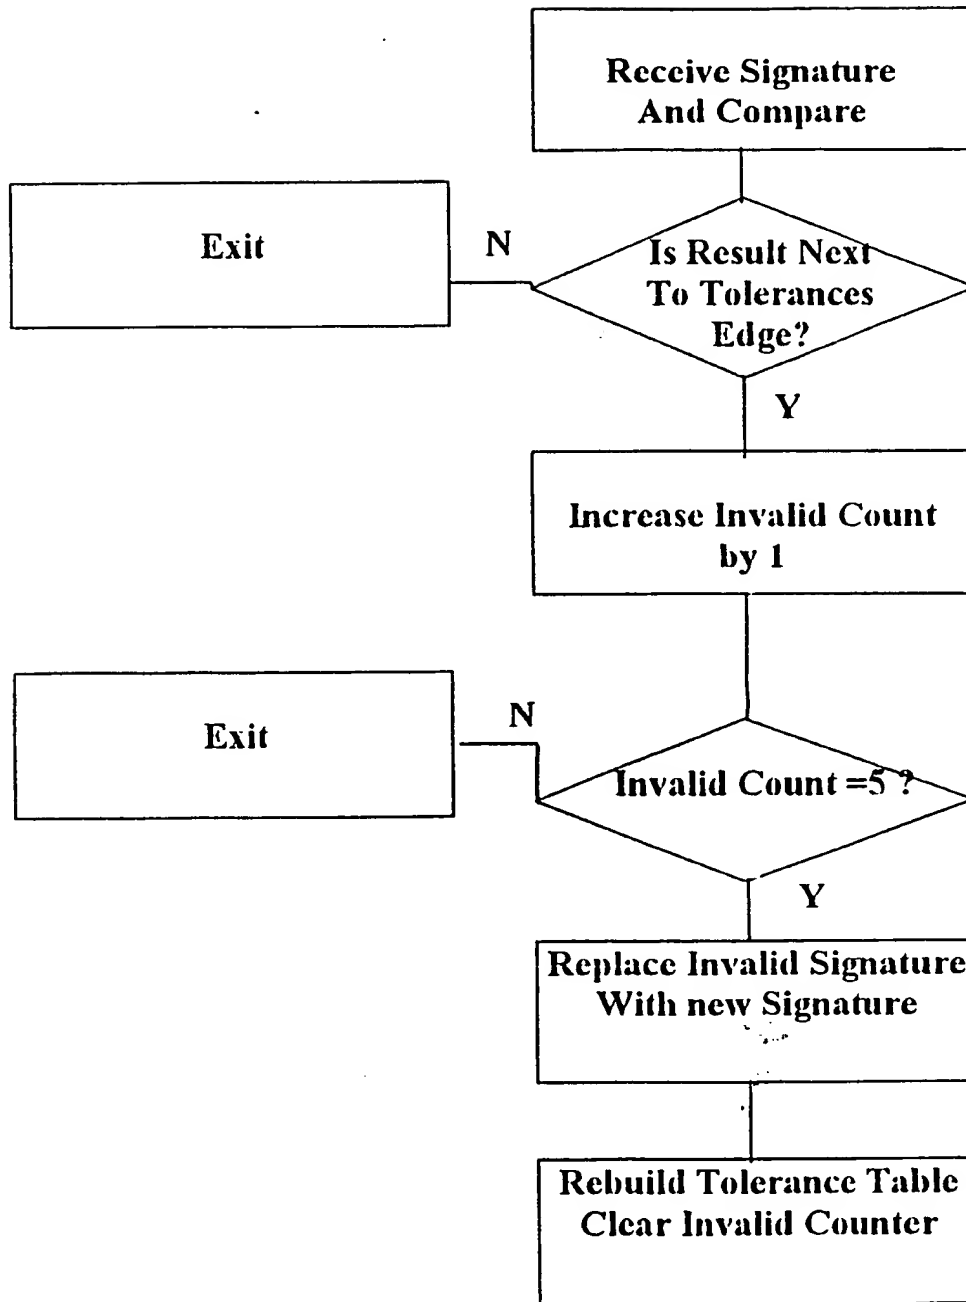 Receive Signature
And Compare
Exit
N
Is Result Next
To Tolerances
Edge?
Y
Increase Invalid Count
by 1
Exit
N
Invalid Count =5 ?
Y
Replace Invalid Signature
With new Signature
Rebuild Tolerance Table
Clear Invalid Counter